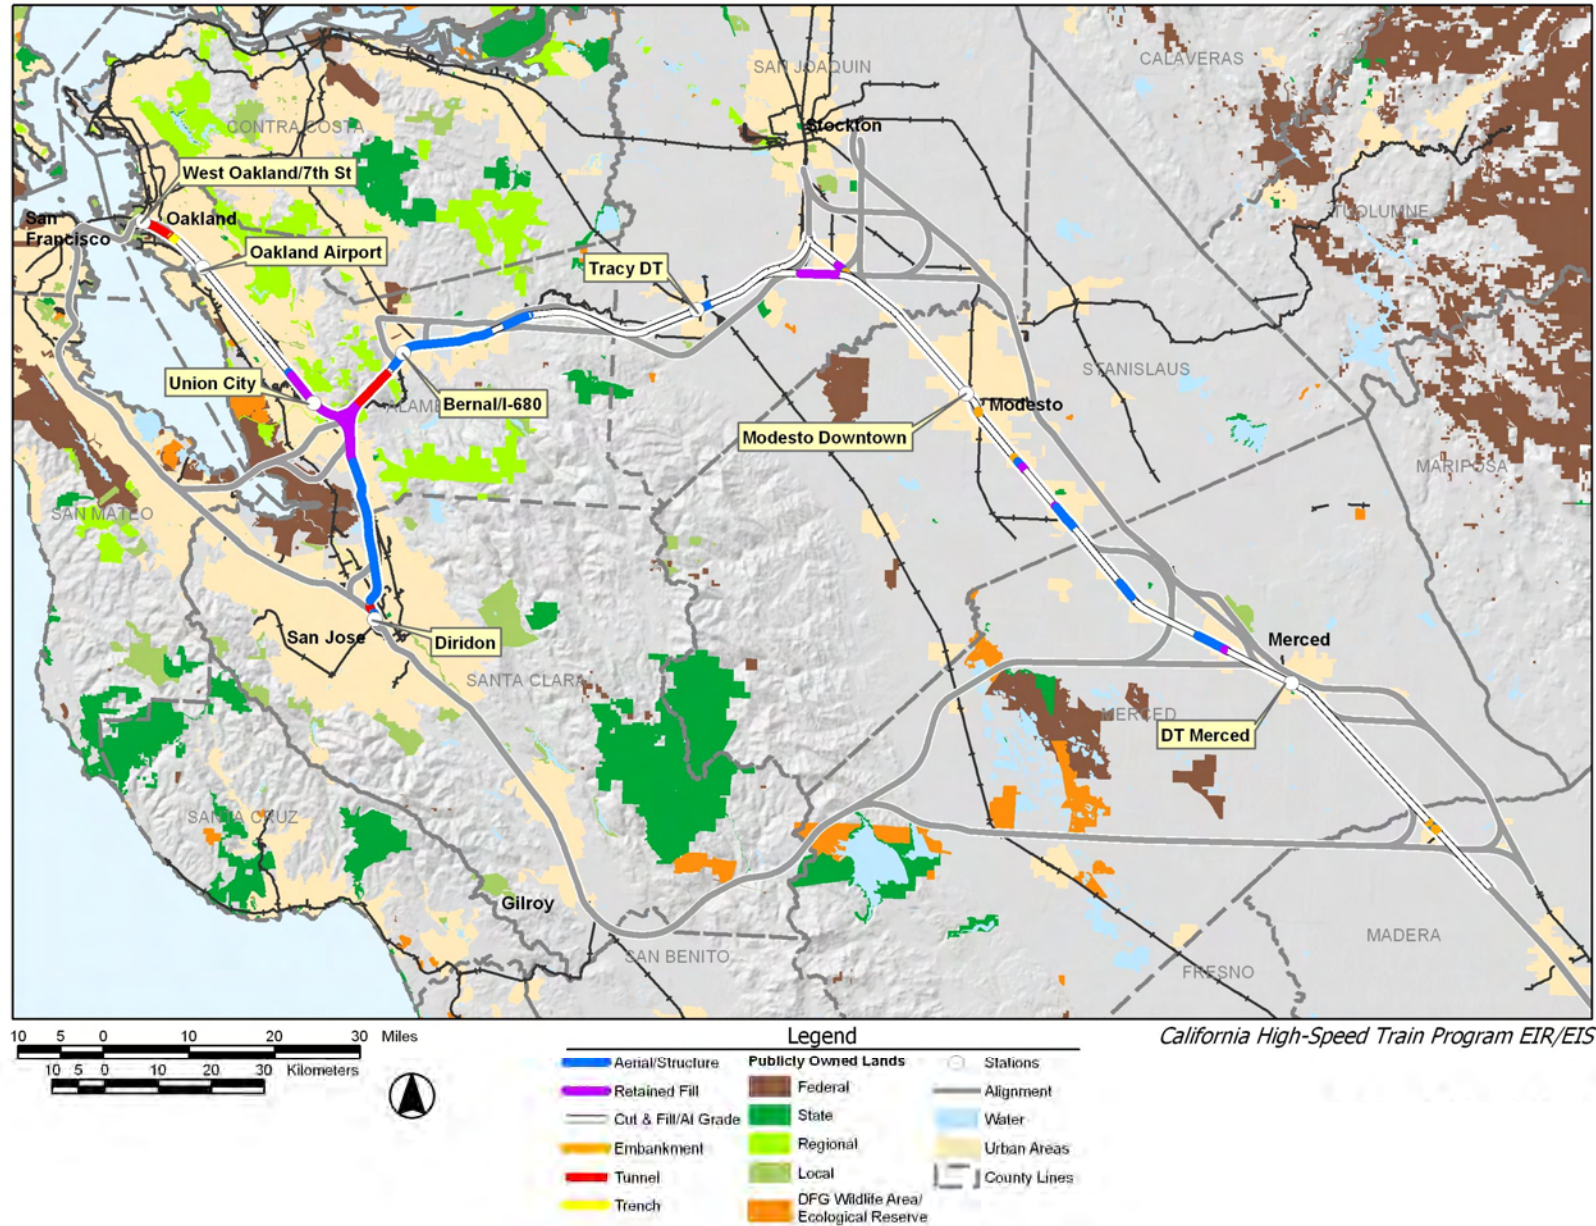 SAN JOAQUIN
CALAVERAS
CONTRA COSTA
Stockton
West Oakland/7th St
San
Francisco
Oakland
TUOLUMNE
Oakland Airport
Tracy DT
Union City
ALAM
Bernal/I-680
STANISLAUS
Modesto
Modesto Downtown
MARIPOSA
SAN MATEO
San Jose
Diridon
Merced
SANTA CLARA
MERCED
DT Merced
SANTA CRUZ
Gilroy
SAN BENITO
MADERA
FRESNO
10 5 0 10 20 30 Miles
10 5 0 10 20 30 Kilometers
Legend
California High-Speed Train Program EIR/EIS
Aerial/Structure
Retained Fill
Cut & Fill/At Grade
Embankment
Tunnel
Trench
Publicly Owned Lands
Federal
State
Regional
Local
DFG Wildlife Area/
Ecological Reserve
Stations
Alignment
Water
Urban Areas
County Lines